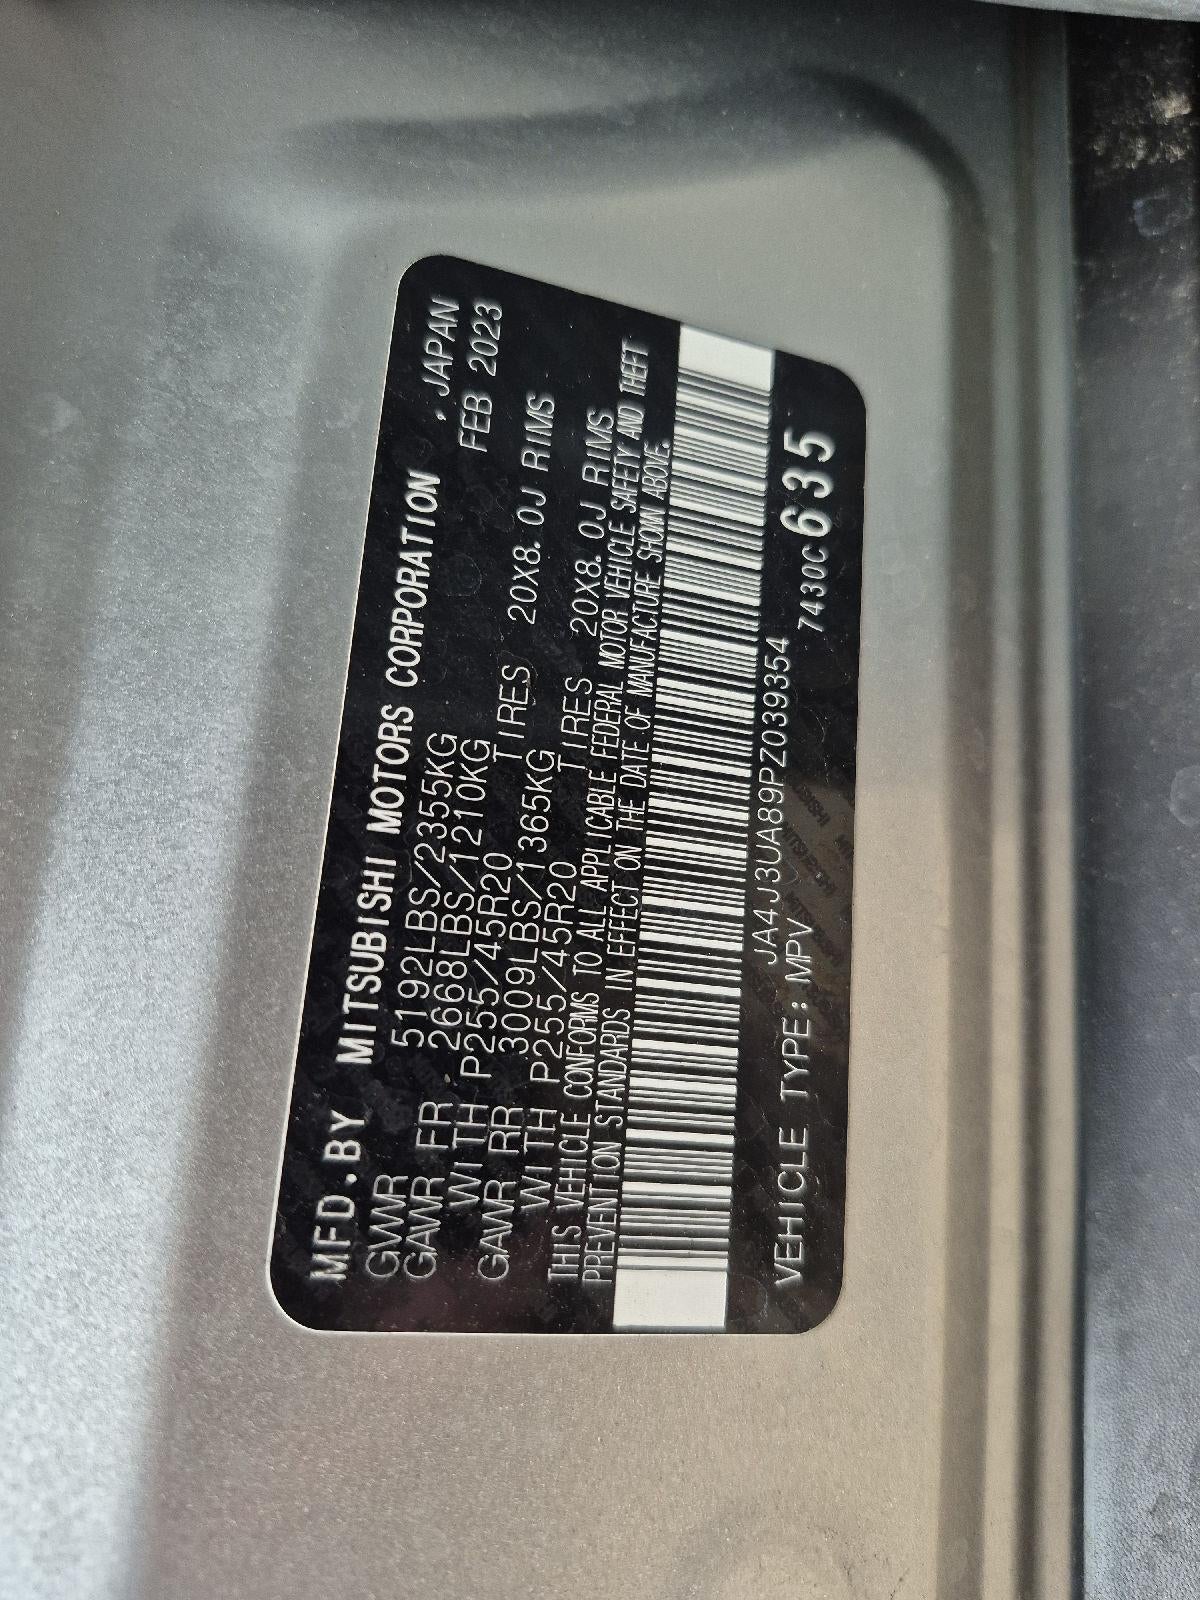 MFD.BY MITSUBISHI MOTORS CORPORATION , JAPAN
GVWR 5192LBS/2355KG FEB 2023
GAWR FR 2668LBS/1210KG
WITH P255/45R20 TIRES 20X8.0J RIMS
GAWR RR 3009LBS/1365KG
WITH P255/45R20 TIRES 20X8.0J RIMS
THIS VEHICLE CONFORMS TO ALL APPLICABLE FEDERAL MOTOR VEHICLE SAFETY AND THEFT
PREVENTION STANDARDS IN EFFECT ON THE DATE OF MANUFACTURE SHOWN ABOVE.
JA4J3UA89PZ039354
VEHICLE TYPE: MPV 7430C635